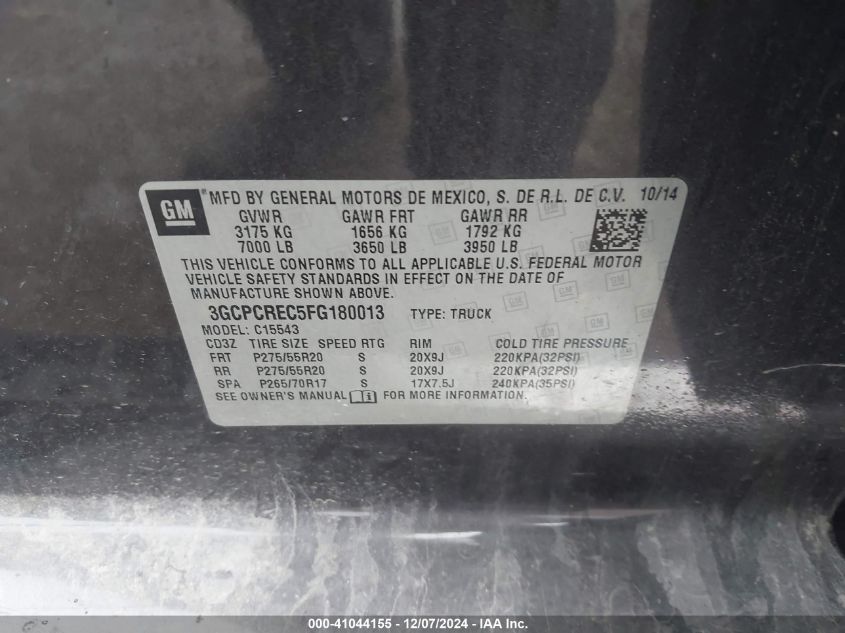 GM
MFD BY GENERAL MOTORS DE MEXICO, S. DE R.L. DE C.V. 10/14
GVWR GAWR FRT GAWR RR
3175 KG 1656 KG 1792 KG
7000 LB 3650 LB 3950 LB
THIS VEHICLE CONFORMS TO ALL APPLICABLE U.S. FEDERAL MOTOR
VEHICLE SAFETY STANDARDS IN EFFECT ON THE DATE OF
MANUFACTURE SHOWN ABOVE.
3GCPCREC5FG180013 TYPE: TRUCK
MODEL: C15543
CD3Z TIRE SIZE SPEED RTG RIM COLD TIRE PRESSURE
FRT P275/55R20 S 20X9J 220KPA(32PSI)
RR P275/55R20 S 20X9J 220KPA(32PSI)
SPA P265/70R17 S 17X7.5J 240KPA(35PSI)
SEE OWNER'S MANUAL FOR MORE INFORMATION.
000-41044155 - 12/07/2024 - IAA Inc.